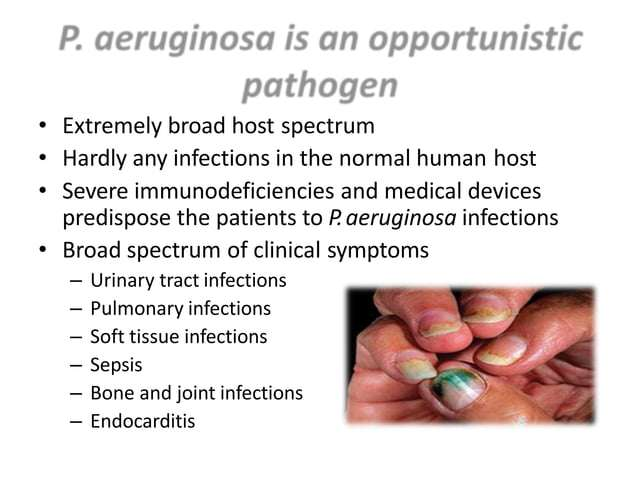 P. aeruginosa is an opportunistic
pathogen
• Extremely broad host spectrum
• Hardly any infections in the normal human host
• Severe immunodeficiencies and medical devices
predispose the patients to P. aeruginosa infections
• Broad spectrum of clinical symptoms
– Urinary tract infections
– Pulmonary infections
– Soft tissue infections
– Sepsis
– Bone and joint infections
– Endocarditis